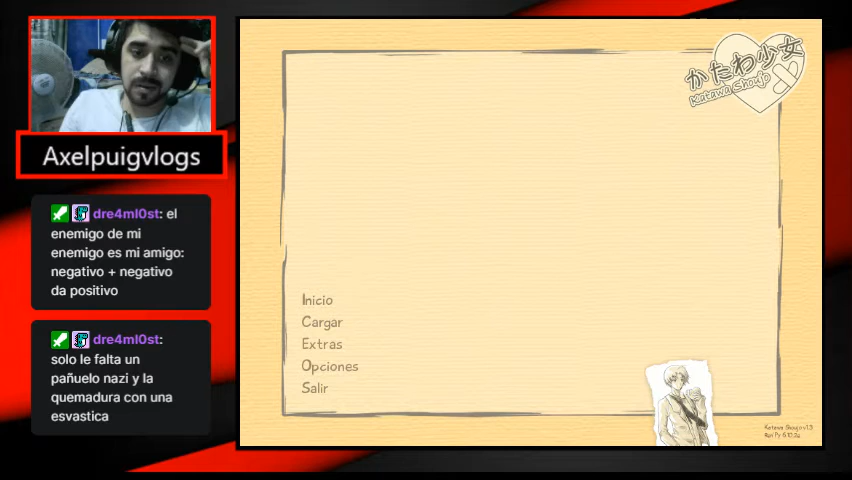 Axelpuigvlogs
dre4ml0st: el
enemigo de mi
enemigo es mi amigo:
negativo + negativo
da positivo
dre4ml0st:
solo le falta un
pañuelo nazi y la
quemadura con una
esvastica
かたわ少女
Katawa Shoujo
Inicio
Cargar
Extras
Opciones
Salir
Katawa Shoujo v1.3